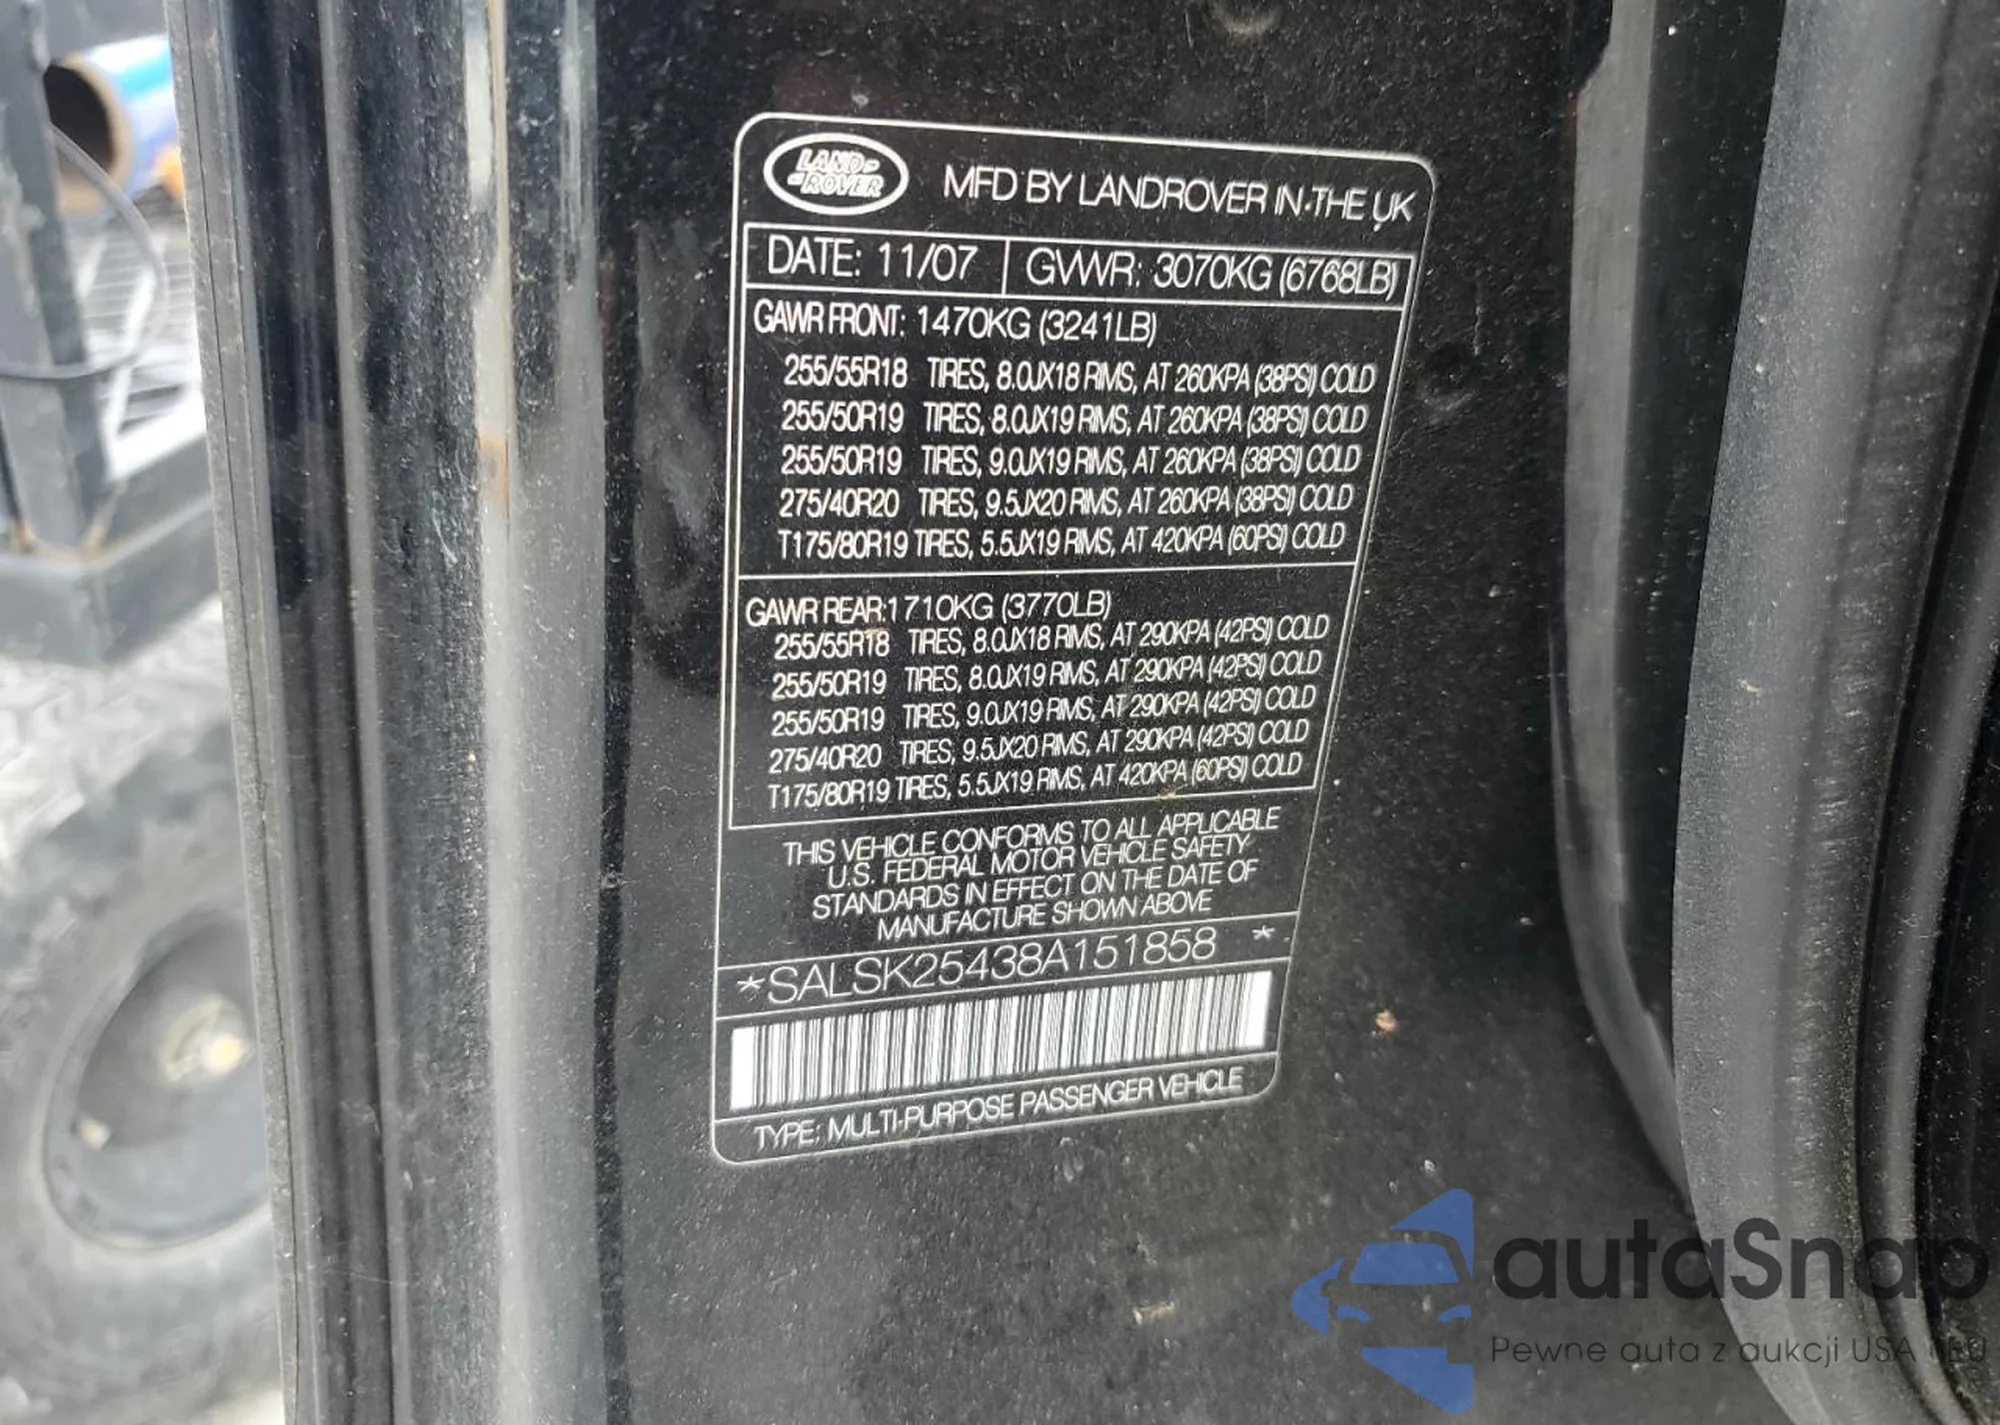 LAND-
-ROVER
MFD BY LANDROVER IN THE UK
DATE: 11/07 GVWR: 3070KG (6768LB)
GAWR FRONT: 1470KG (3241LB)
255/55R18 TIRES, 8.0JX18 RIMS, AT 260KPA (38PSI) COLD
255/50R19 TIRES, 8.0JX19 RIMS, AT 260KPA (38PSI) COLD
255/50R19 TIRES, 9.0JX19 RIMS, AT 260KPA (38PSI) COLD
275/40R20 TIRES, 9.5JX20 RIMS, AT 260KPA (38PSI) COLD
T175/80R19 TIRES, 5.5JX19 RIMS, AT 420KPA (60PSI) COLD
GAWR REAR:1710KG (3770LB)
255/55R18 TIRES, 8.0JX18 RIMS, AT 290KPA (42PSI) COLD
255/50R19 TIRES, 8.0JX19 RIMS, AT 290KPA (42PSI) COLD
255/50R19 TIRES, 9.0JX19 RIMS, AT 290KPA (42PSI) COLD
275/40R20 TIRES, 9.5JX20 RIMS, AT 290KPA (42PSI) COLD
T175/80R19 TIRES, 5.5JX19 RIMS, AT 420KPA (60PSI) COLD
THIS VEHICLE CONFORMS TO ALL APPLICABLE
U.S. FEDERAL MOTOR VEHICLE SAFETY
STANDARDS IN EFFECT ON THE DATE OF
MANUFACTURE SHOWN ABOVE
*SALSK25438A151858 *
TYPE: MULTI-PURPOSE PASSENGER VEHICLE
autaSnap
Pewne auta z aukcji USA i EU